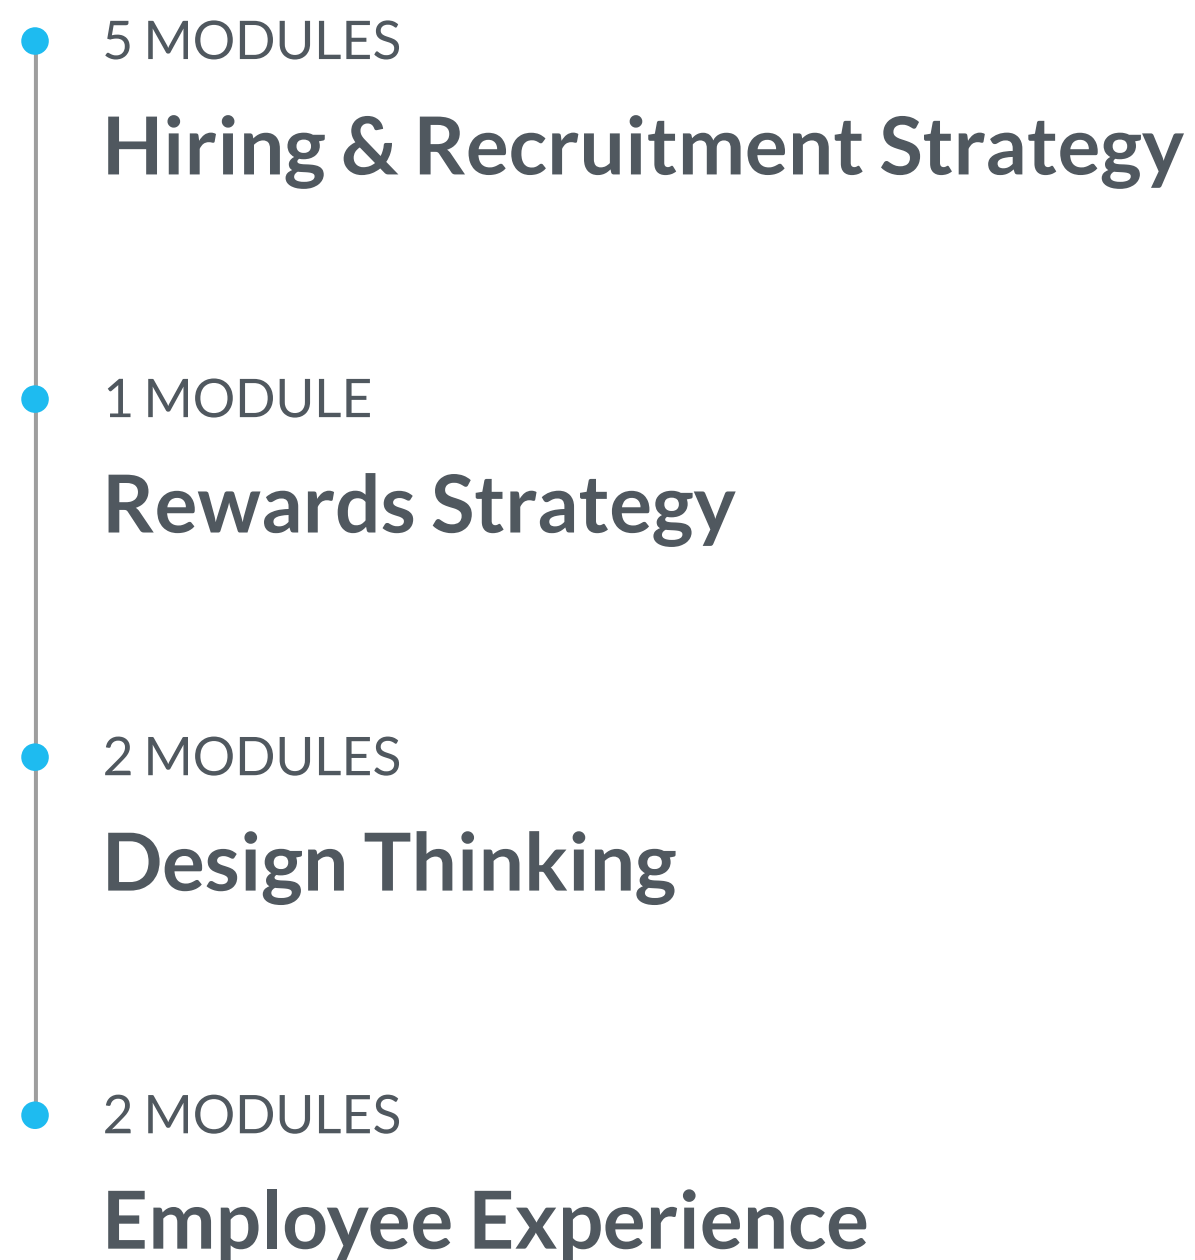 5 MODULES
Hiring & Recruitment Strategy
1 MODULE
Rewards Strategy
2 MODULES
Design Thinking
2 MODULES
Employee Experience